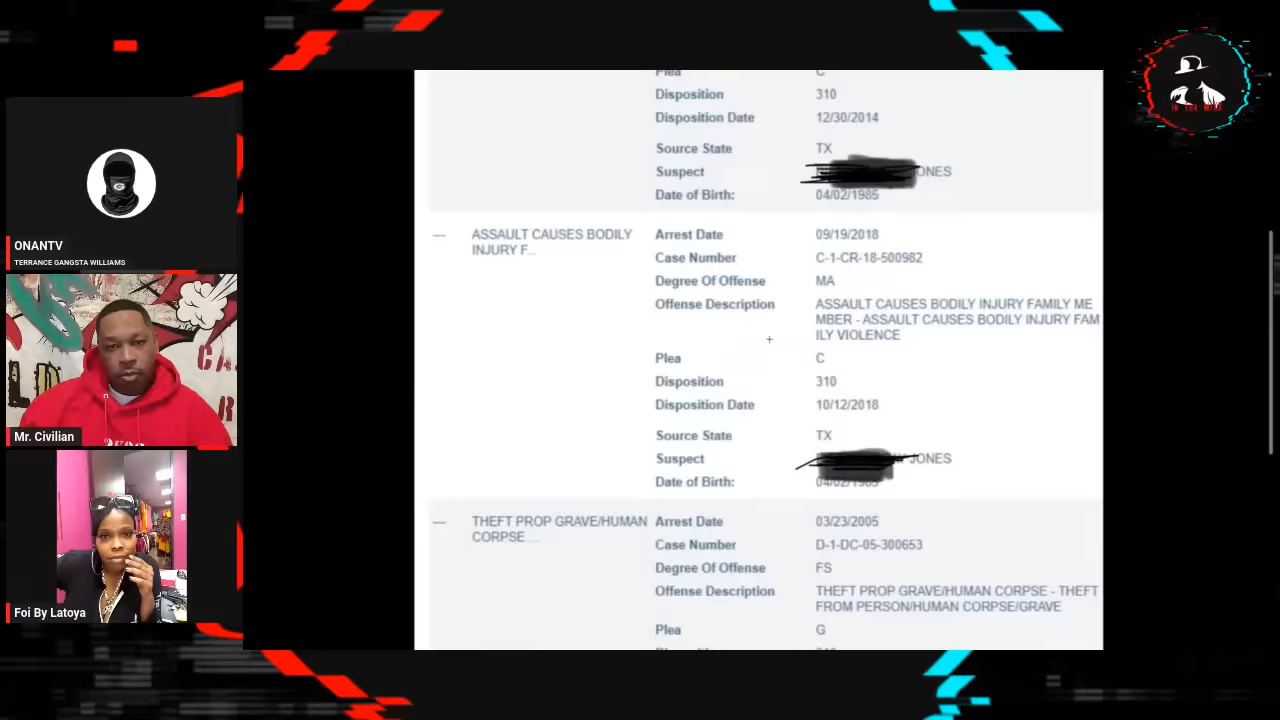 Plea C
Disposition 310
Disposition Date 12/30/2014
Source State TX
Suspect ONES
Date of Birth: 04/02/1985
— ASSAULT CAUSES BODILY
INJURY F...
Arrest Date 09/19/2018
Case Number C-1-CR-18-500982
Degree Of Offense MA
Offense Description ASSAULT CAUSES BODILY INJURY FAMILY ME
MBER - ASSAULT CAUSES BODILY INJURY FAM
ILY VIOLENCE
Plea C
Disposition 310
Disposition Date 10/12/2018
Source State TX
Suspect JONES
Date of Birth: 04/02/1985
— THEFT PROP GRAVE/HUMAN
CORPSE ...
Arrest Date 03/23/2005
Case Number D-1-DC-05-300653
Degree Of Offense FS
Offense Description THEFT PROP GRAVE/HUMAN CORPSE - THEFT
FROM PERSON/HUMAN CORPSE/GRAVE
Plea G
ONANTV
TERRANCE GANGSTA WILLIAMS
Mr. Civilian
Foi By Latoya